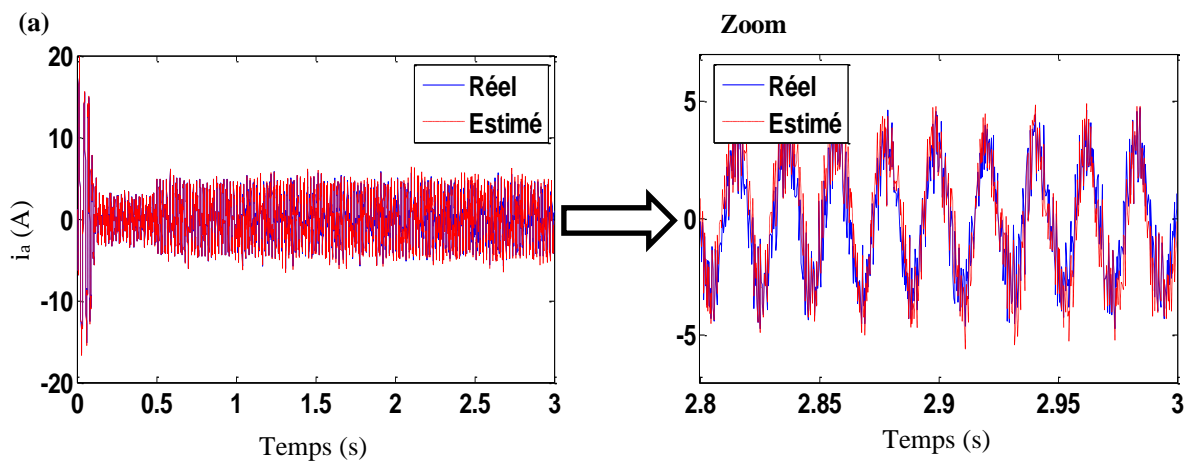 (a)
20
10
0
-10
-20
i_a (A)
Réel
Estimé
0 0.5 1 1.5 2 2.5 3
Temps (s)
Zoom
5
0
-5
Réel
Estimé
2.8 2.85 2.9 2.95 3
Temps (s)